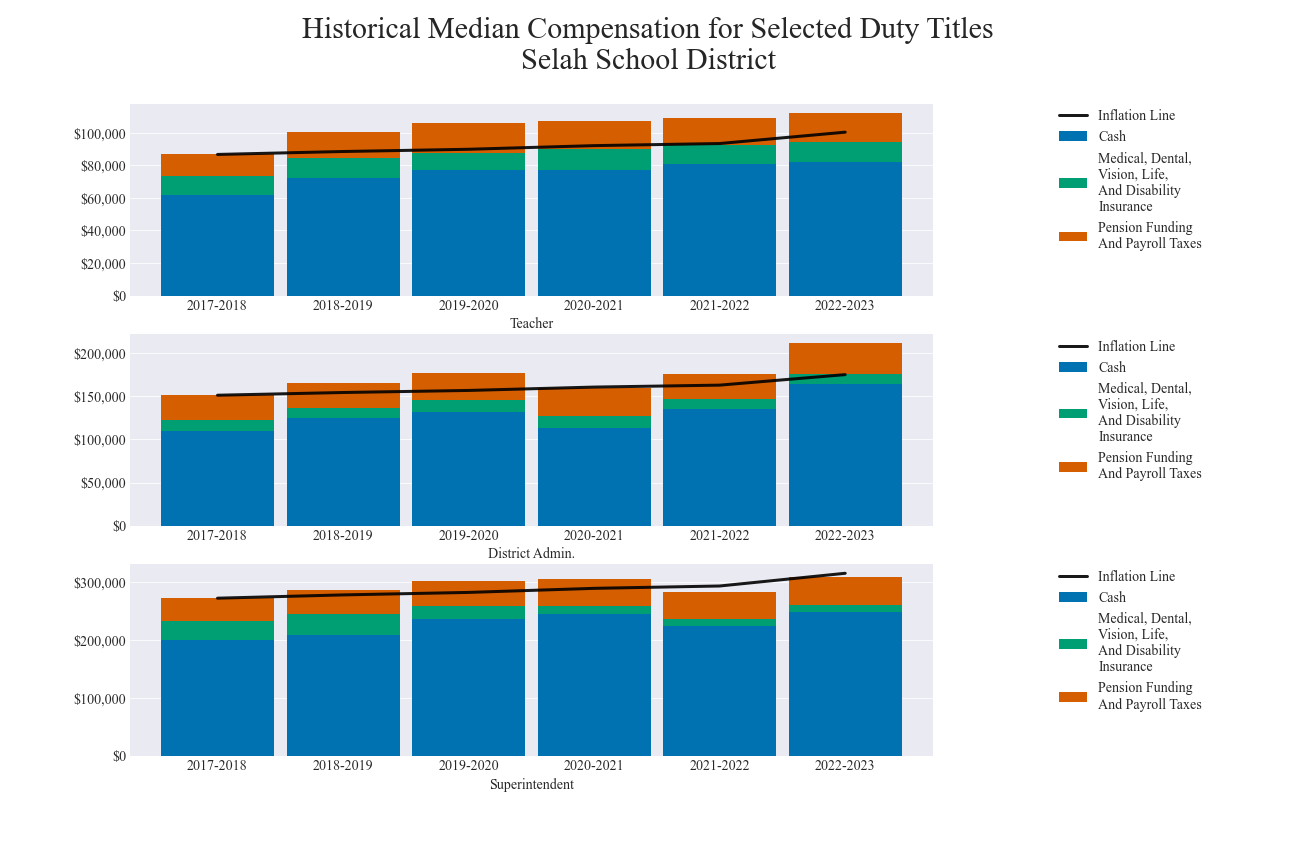 Historical Median Compensation for Selected Duty Titles
Selah School District
$100,000
$80,000
$60,000
$40,000
$20,000
$0
2017-2018 2018-2019 2019-2020 2020-2021 2021-2022 2022-2023
Teacher
Inflation Line
Cash
Medical, Dental,
Vision, Life,
And Disability
Insurance
Pension Funding
And Payroll Taxes
$200,000
$150,000
$100,000
$50,000
$0
2017-2018 2018-2019 2019-2020 2020-2021 2021-2022 2022-2023
District Admin.
Inflation Line
Cash
Medical, Dental,
Vision, Life,
And Disability
Insurance
Pension Funding
And Payroll Taxes
$300,000
$200,000
$100,000
$0
2017-2018 2018-2019 2019-2020 2020-2021 2021-2022 2022-2023
Superintendent
Inflation Line
Cash
Medical, Dental,
Vision, Life,
And Disability
Insurance
Pension Funding
And Payroll Taxes